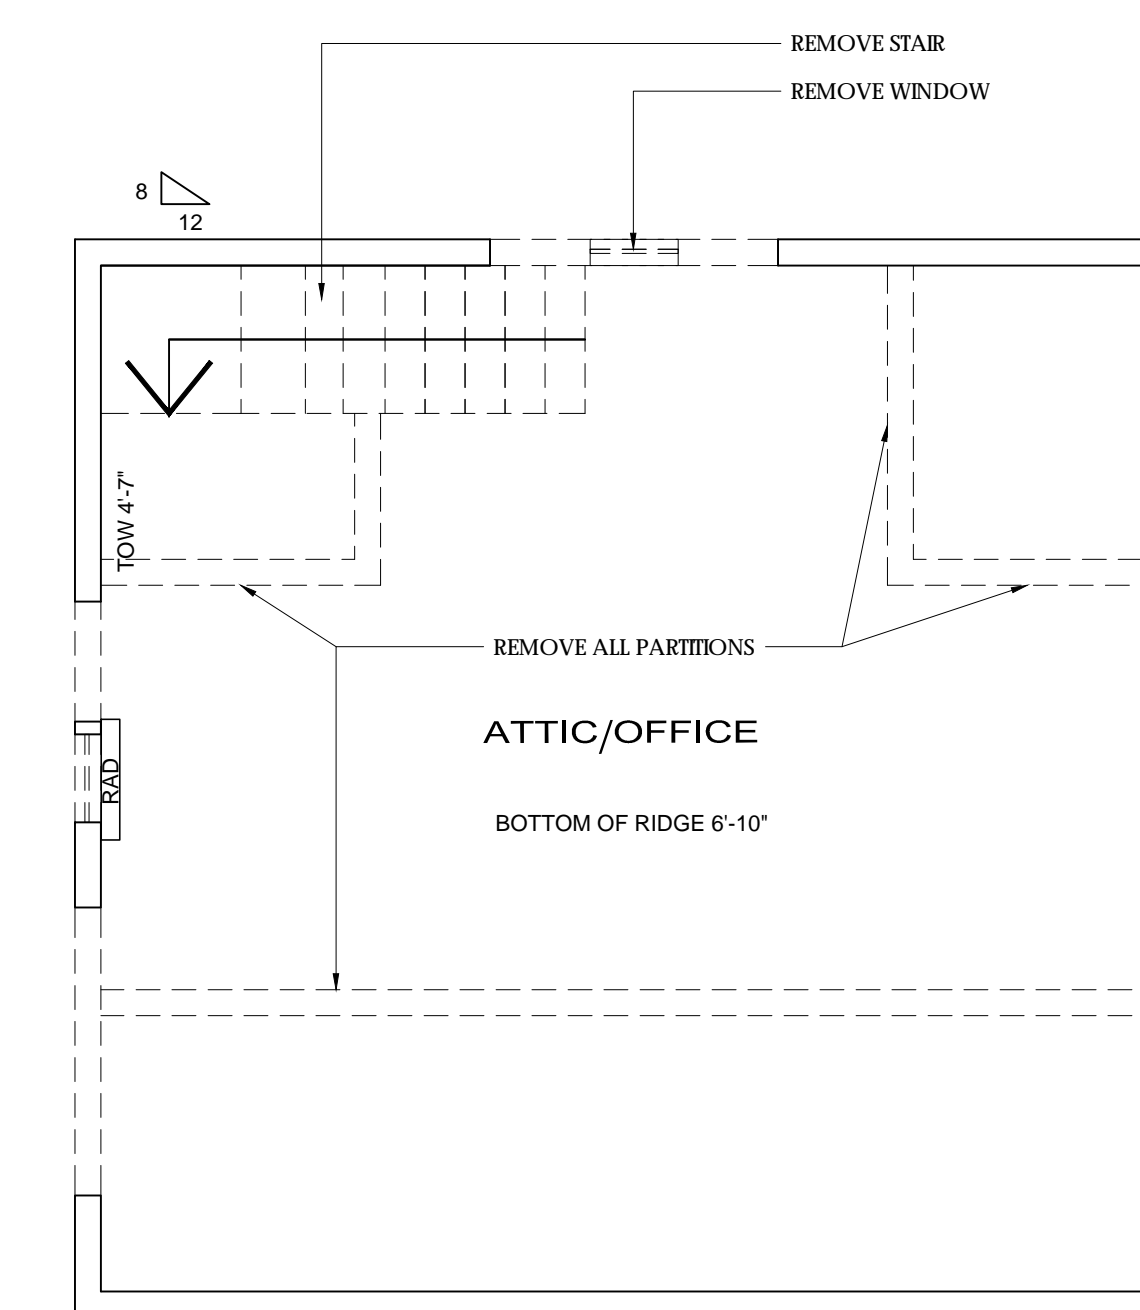 REMOVE STAIR
REMOVE WINDOW
8
12
TOW 4'-7"
REMOVE ALL PARTITIONS
ATTIC/OFFICE
RAD
BOTTOM OF RIDGE 6'-10"